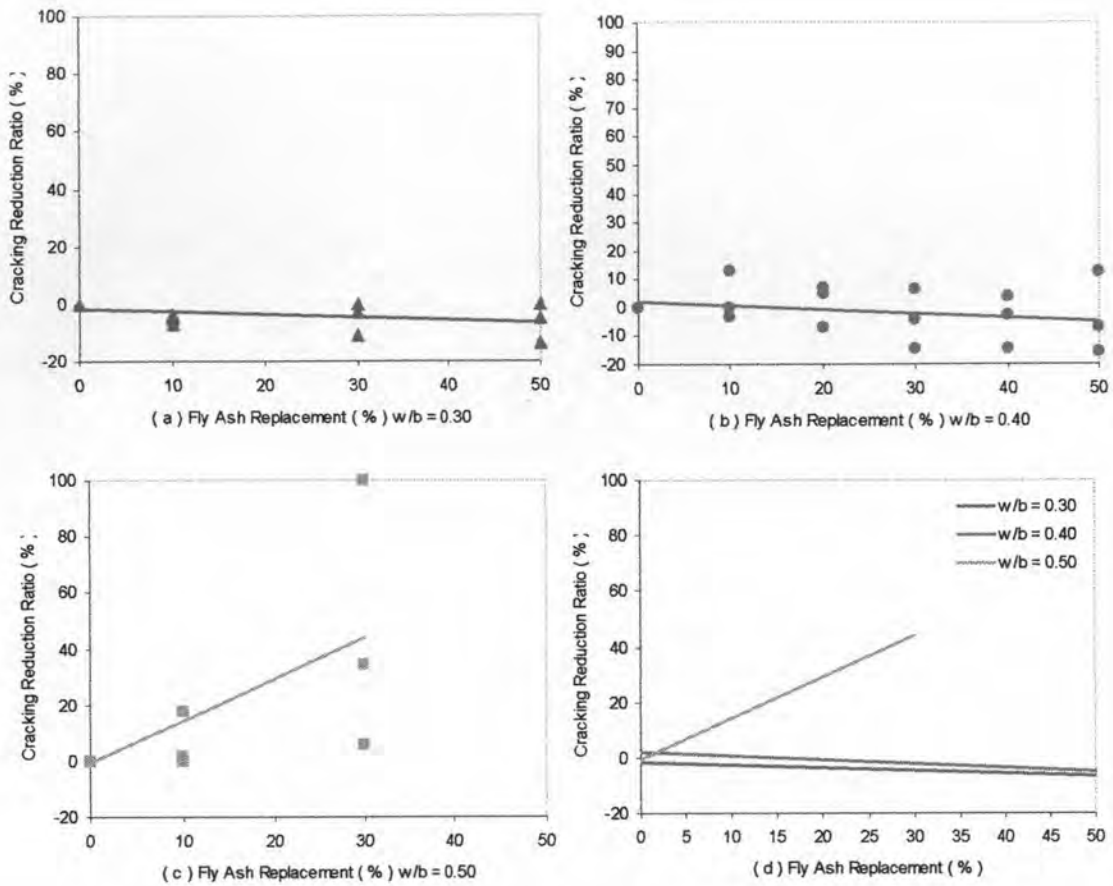 100
80
60
40
20
0
-20
Cracking Reduction Ratio ( % ;
0 10 20 30 40 50
( a ) Fly Ash Replacement ( % ) w/b = 0.30
100
90
80
70
60
50
40
30
20
10
0
-10
-20
Cracking Reduction Ratio ( % ;
0 10 20 30 40 50
( b ) Fly Ash Replacement ( % ) w/b = 0.40
100
80
60
40
20
0
-20
Cracking Reduction Ratio ( % ;
0 10 20 30 40 50
( c ) Fly Ash Replacement ( % ) w/b = 0.50
100
80
60
40
20
0
-20
Cracking Reduction Ratio ( % ;
w/b = 0.30
w/b = 0.40
w/b = 0.50
0 5 10 15 20 25 30 35 40 45 50
( d ) Fly Ash Replacement ( % )